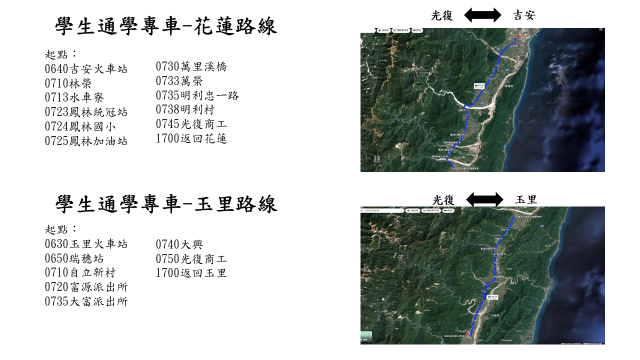 學生通學專車-花蓮路線
起點：
0640吉安火車站
0710林榮
0713水車寮
0723鳳林統冠站
0724鳳林國小
0725鳳林加油站
0730萬里溪橋
0733萬榮
0735明利忠一路
0738明利村
0745光復商工
1700返回花蓮
光復
吉安
學生通學專車-玉里路線
起點：
0630玉里火車站
0650瑞穗站
0710自立新村
0720富源派出所
0735大富派出所
0740大興
0750光復商工
1700返回玉里
光復
玉里